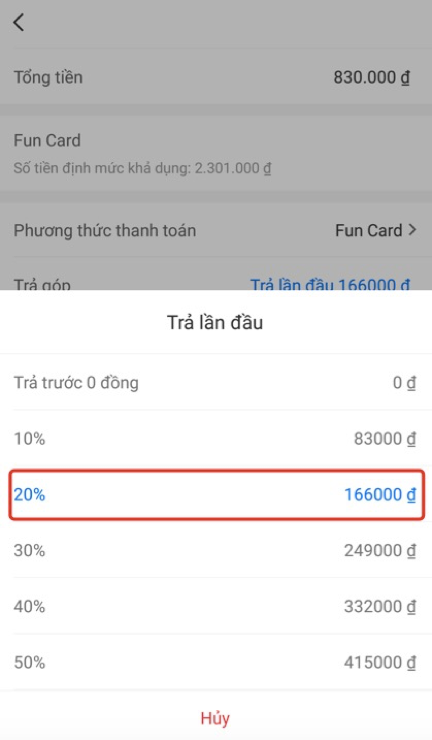 Tổng tiền 830.000 ₫
Fun Card
Số tiền định mức khả dụng: 2.301.000 ₫
Phương thức thanh toán Fun Card >
Trả góp Trả lần đầu 166000 ₫
Trả lần đầu
Trả trước 0 đồng 0 ₫
10% 83000 ₫
20% 166000 ₫
30% 249000 ₫
40% 332000 ₫
50% 415000 ₫
Hủy